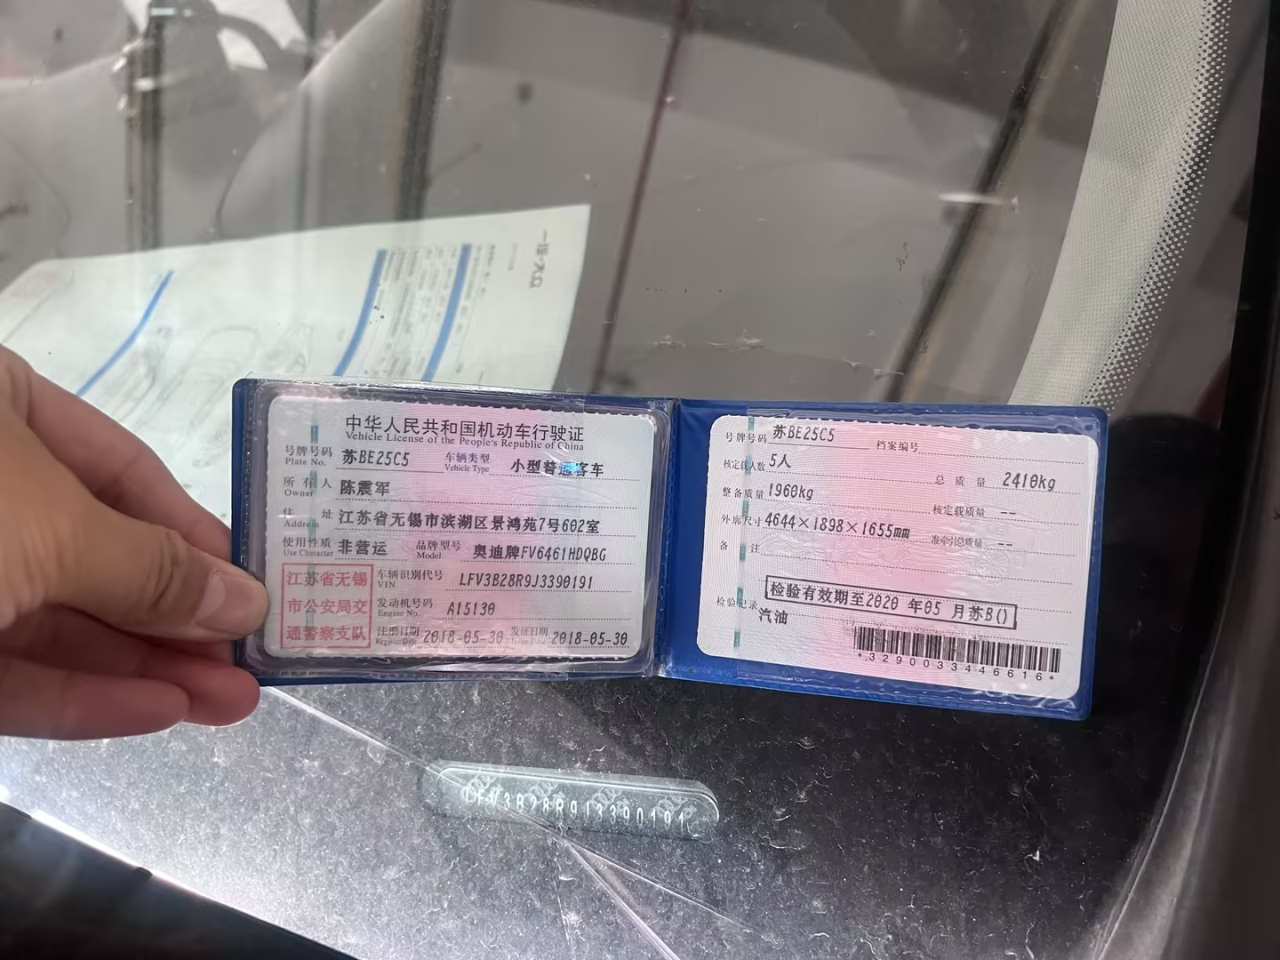 一汽-大众
中华人民共和国机动车行驶证
Vehicle License of the People's Republic of China
号牌号码 苏BE25C5 车辆类型 小型普通客车
Plate No. Vehicle Type
所有人 陈震军
Owner
住址 江苏省无锡市滨湖区景鸿苑7号602室
Address
使用性质 非营运 品牌型号 奥迪牌FV6461HDQBG
Use Character Model
江苏省无锡
市公安局交
通警察支队
车辆识别代号 LFV3B28R9J3390191
VIN
发动机号码 A15130
Engine No.
注册日期 2018-05-30 发证日期 2018-05-30
Register Date Issue Date
号牌号码 苏BE25C5 档案编号
核定载人数 5人 总质量 2410kg
整备质量 1960kg 核定载质量 --
外廓尺寸 4644×1898×1655mm 准牵引总质量 --
备注
检验有效期至2020 年05 月苏B()
检验记录
汽油
*3290033446616*
LFV3B28R9J3390191